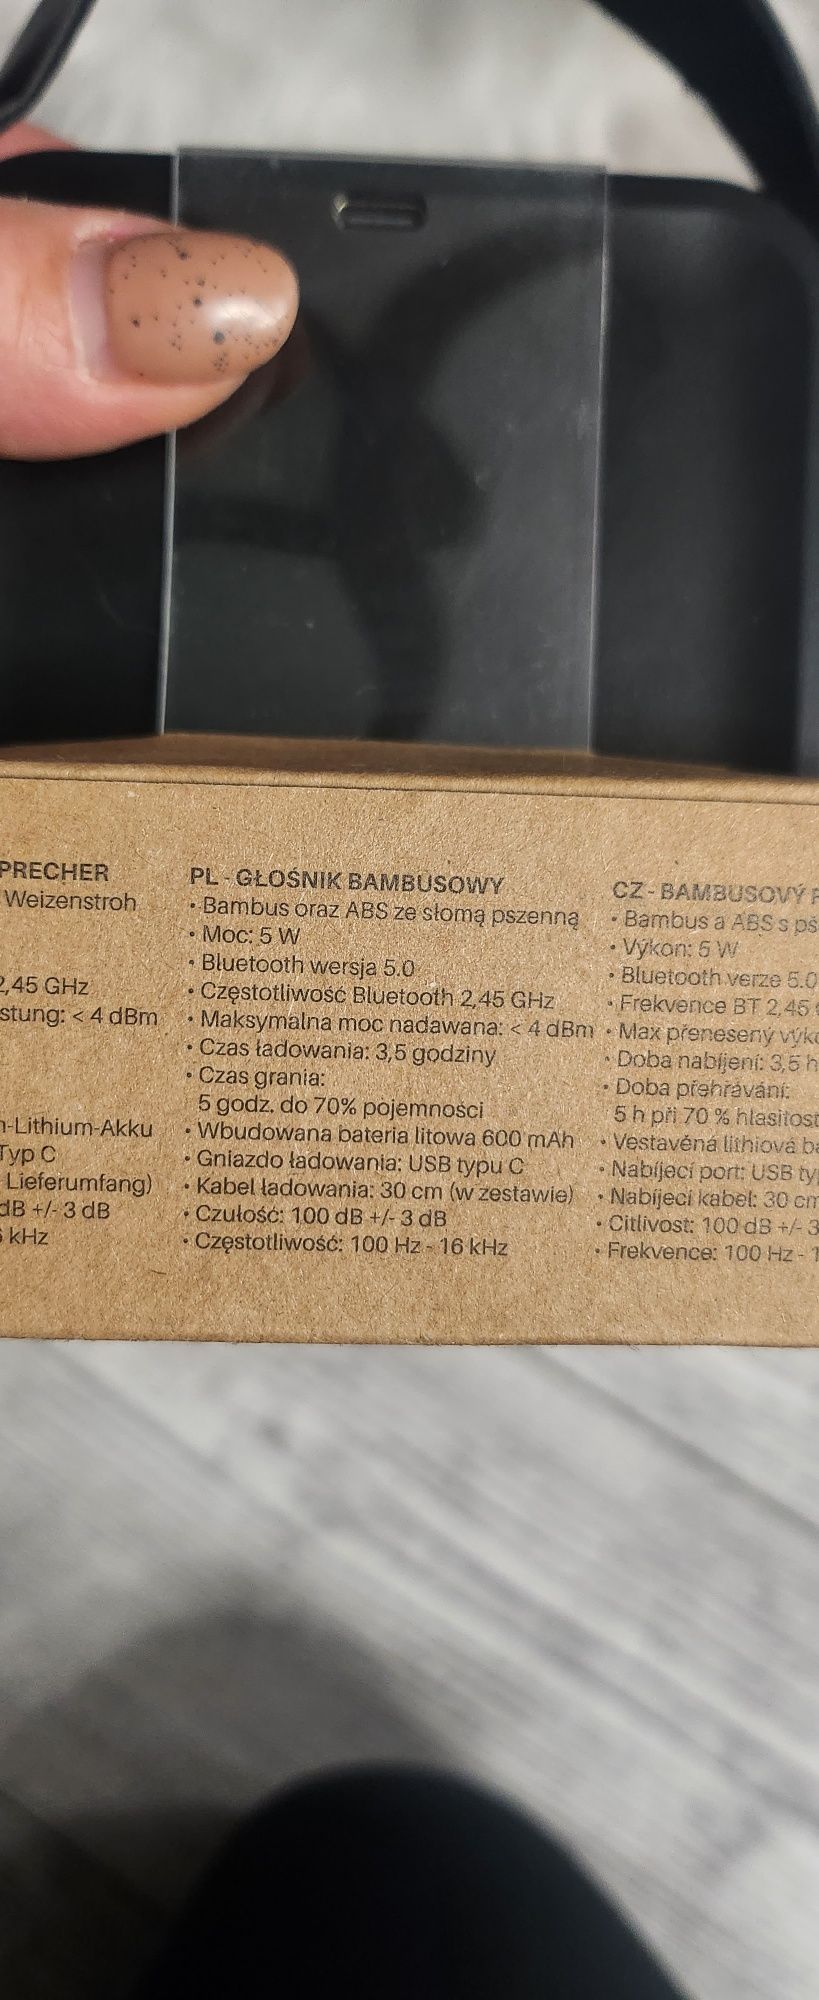 PRECHER
Weizenstroh
2,45 GHz
stung: < 4 dBm
n-Lithium-Akku
Typ C
Lieferumfang)
dB +/- 3 dB
kHz
PL - GŁOŚNIK BAMBUSOWY
• Bambus oraz ABS ze słomą pszenną
• Moc: 5 W
• Bluetooth wersja 5.0
• Częstotliwość Bluetooth 2,45 GHz
• Maksymalna moc nadawana: < 4 dBm
• Czas ładowania: 3,5 godziny
• Czas grania:
5 godz. do 70% pojemności
• Wbudowana bateria litowa 600 mAh
• Gniazdo ładowania: USB typu C
• Kabel ładowania: 30 cm (w zestawie)
• Czułość: 100 dB +/- 3 dB
• Częstotliwość: 100 Hz - 16 kHz
CZ - BAMBUSOVÝ
• Bambus a ABS s pš
• Výkon: 5 W
• Bluetooth verze 5.0
• Frekvence BT 2,45
• Max přenesený výko
• Doba nabíjení: 3,5 h
• Doba přehrávání:
5 h při 70 % hlasitost
• Vestavěná lithiová ba
• Nabíjecí port: USB ty
• Nabíjecí kabel: 30 cm
• Citlivost: 100 dB +/- 3
• Frekvence: 100 Hz - 1